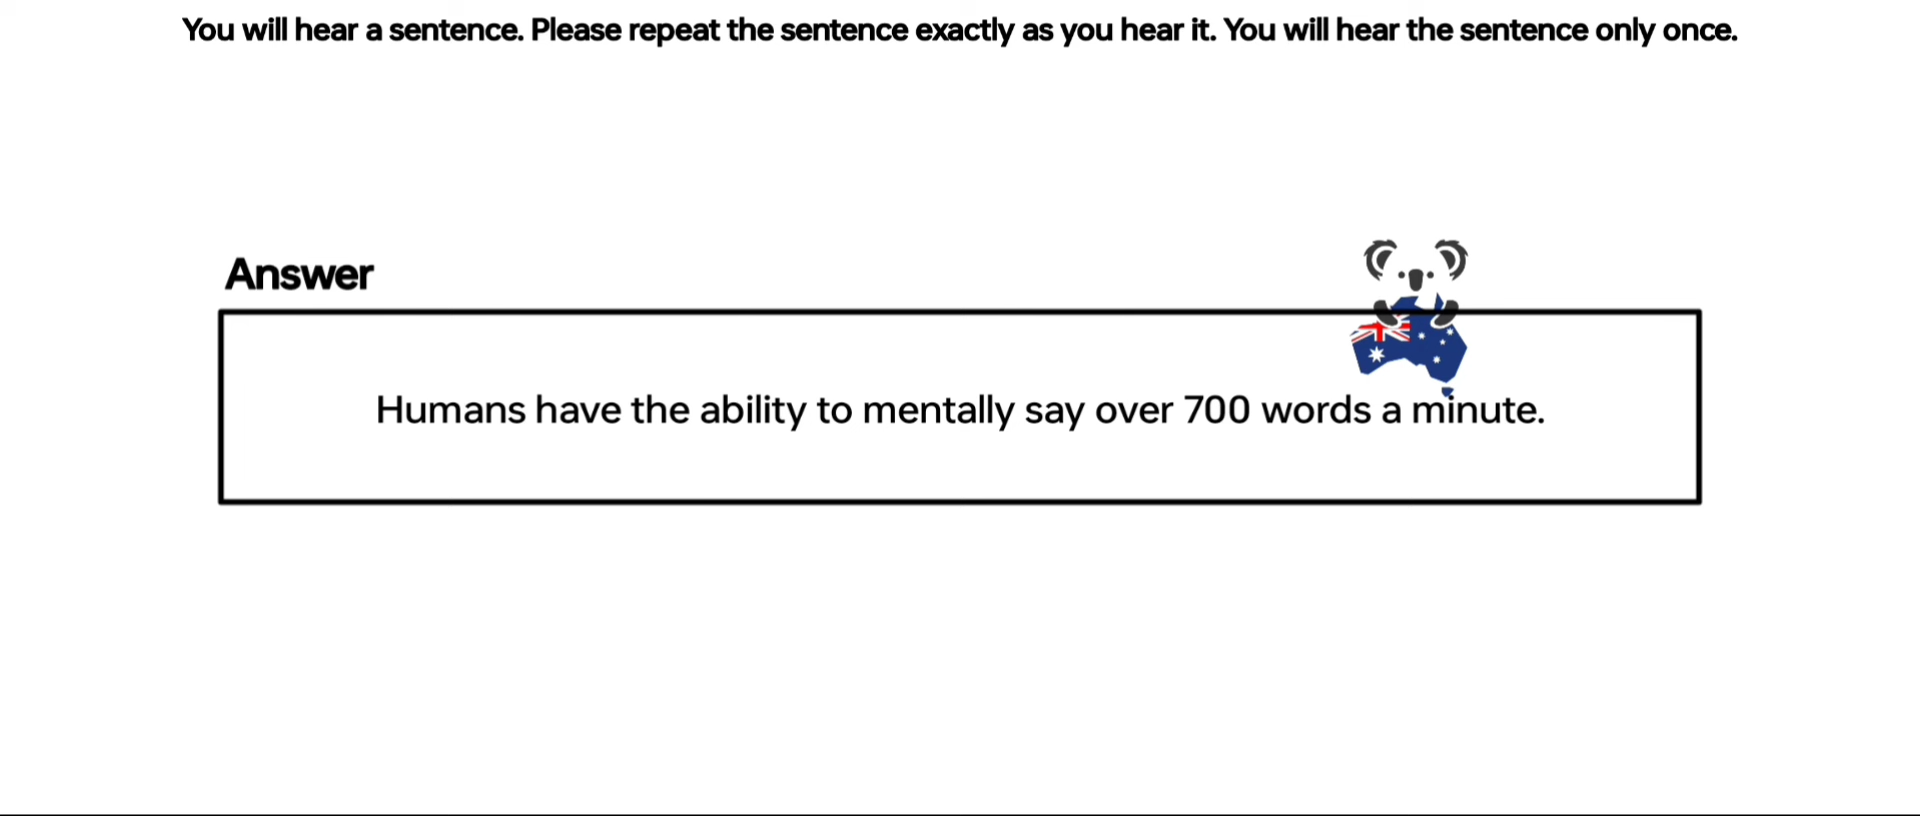 You will hear a sentence. Please repeat the sentence exactly as you hear it. You will hear the sentence only once.
Answer
Humans have the ability to mentally say over 700 words a minute.